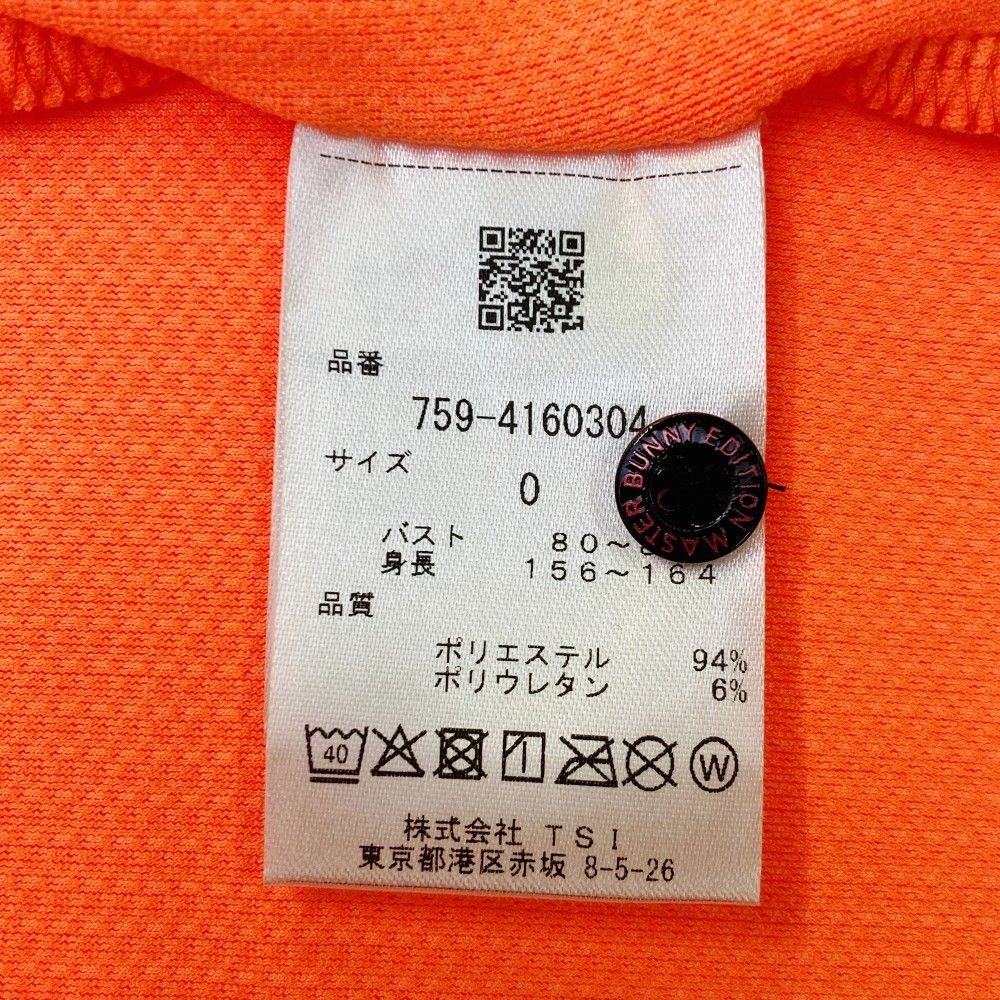 品番
759-4160304
サイズ
0
バスト 80～
身長 156～164
品質
ポリエステル 94%
ポリウレタン 6%
40
W
株式会社 TSI
東京都港区赤坂 8-5-26
MASTER BUNNY EDITION